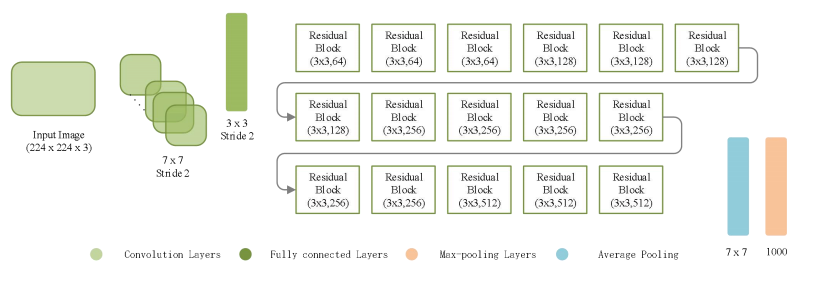 Input Image
(224 x 224 x 3)
7 x 7
Stride 2
3 x 3
Stride 2
Residual
Block
(3x3,64)
Residual
Block
(3x3,64)
Residual
Block
(3x3,64)
Residual
Block
(3x3,128)
Residual
Block
(3x3,128)
Residual
Block
(3x3,128)
Residual
Block
(3x3,128)
Residual
Block
(3x3,256)
Residual
Block
(3x3,256)
Residual
Block
(3x3,256)
Residual
Block
(3x3,256)
Residual
Block
(3x3,256)
Residual
Block
(3x3,256)
Residual
Block
(3x3,512)
Residual
Block
(3x3,512)
Residual
Block
(3x3,512)
7 x 7
1000
Convolution Layers
Fully connected Layers
Max-pooling Layers
Average Pooling